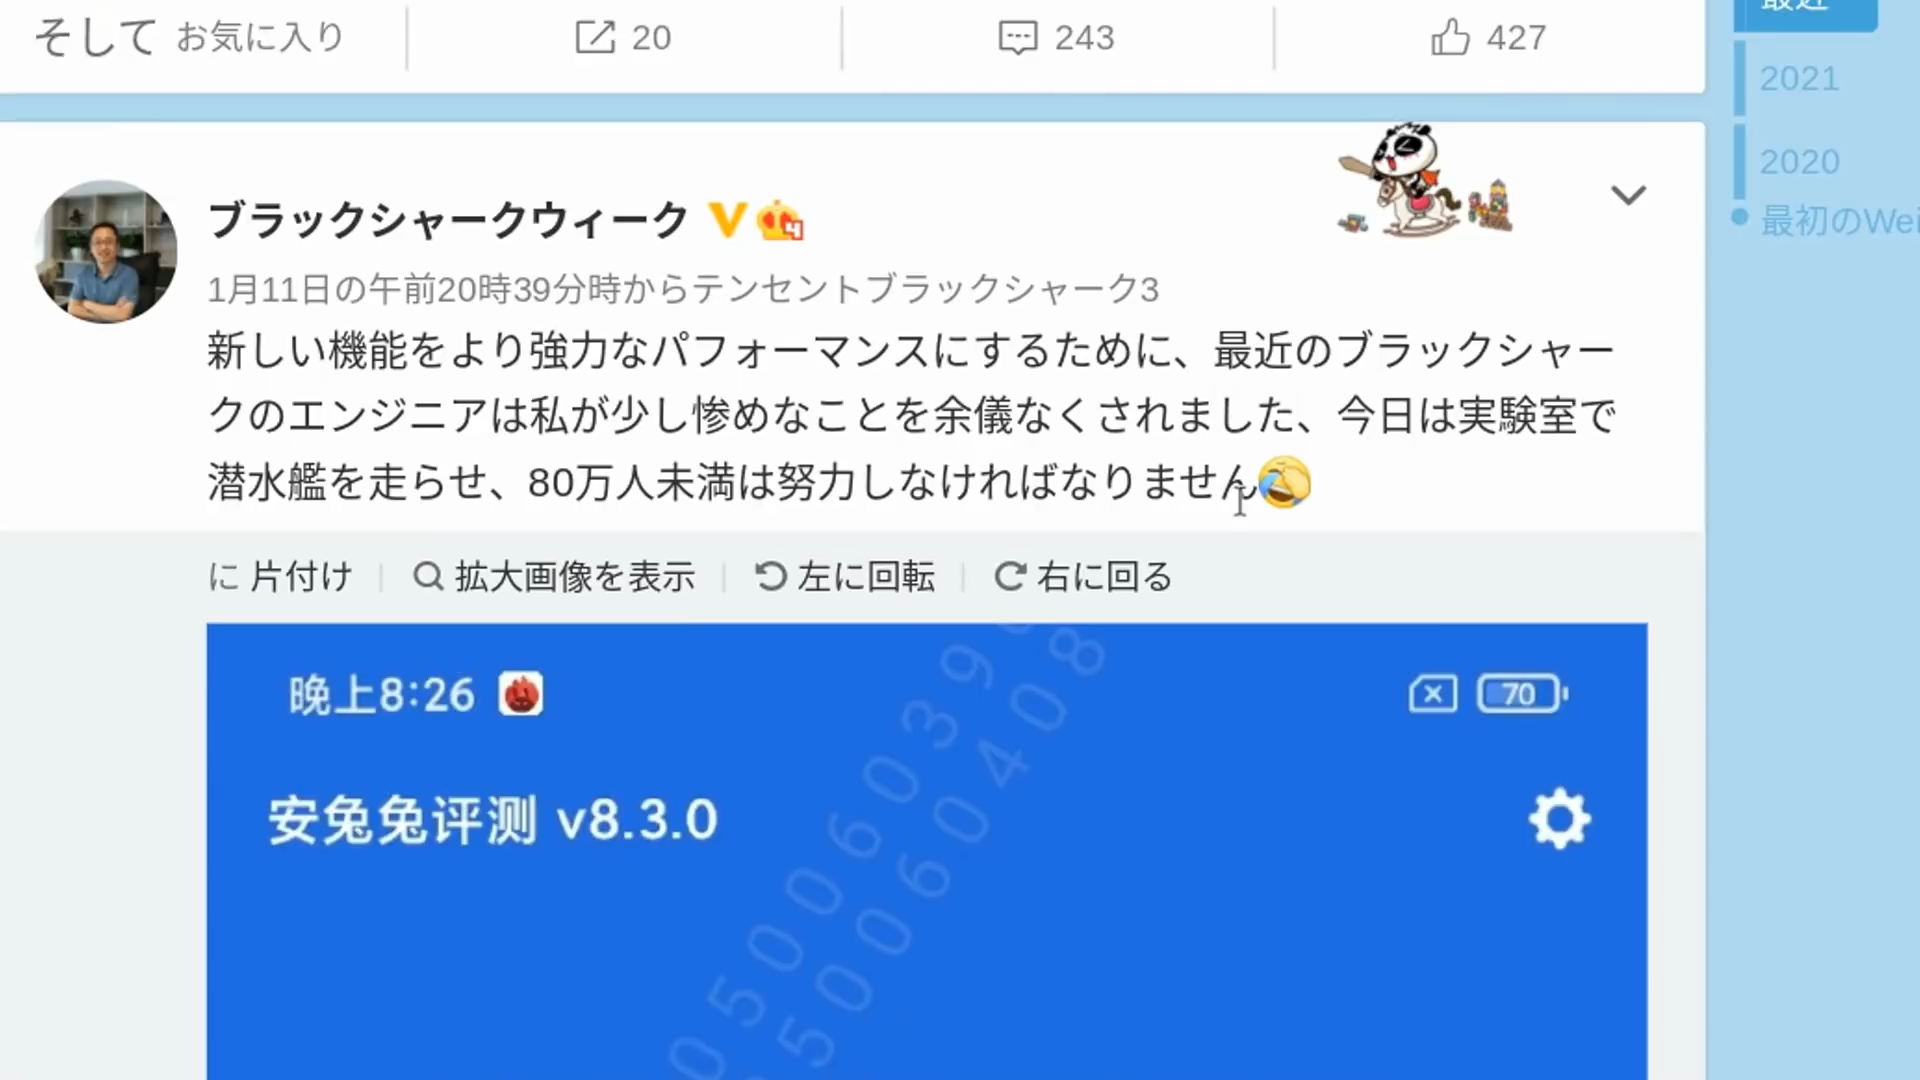 そして お気に入り
20
243
427
2021
2020
最初のWei
ブラックシャークウィーク
1月11日の午前20時39分時からテンセントブラックシャーク3
新しい機能をより強力なパフォーマンスにするために、最近のブラックシャー
クのエンジニアは私が少し惨めなことを余儀なくされました、今日は実験室で
潜水艦を走らせ、80万人未満は努力しなければなりません
に 片付け
拡大画像を表示
左に回転
右に回る
晚上8:26
70
安兔兔评测 v8.3.0